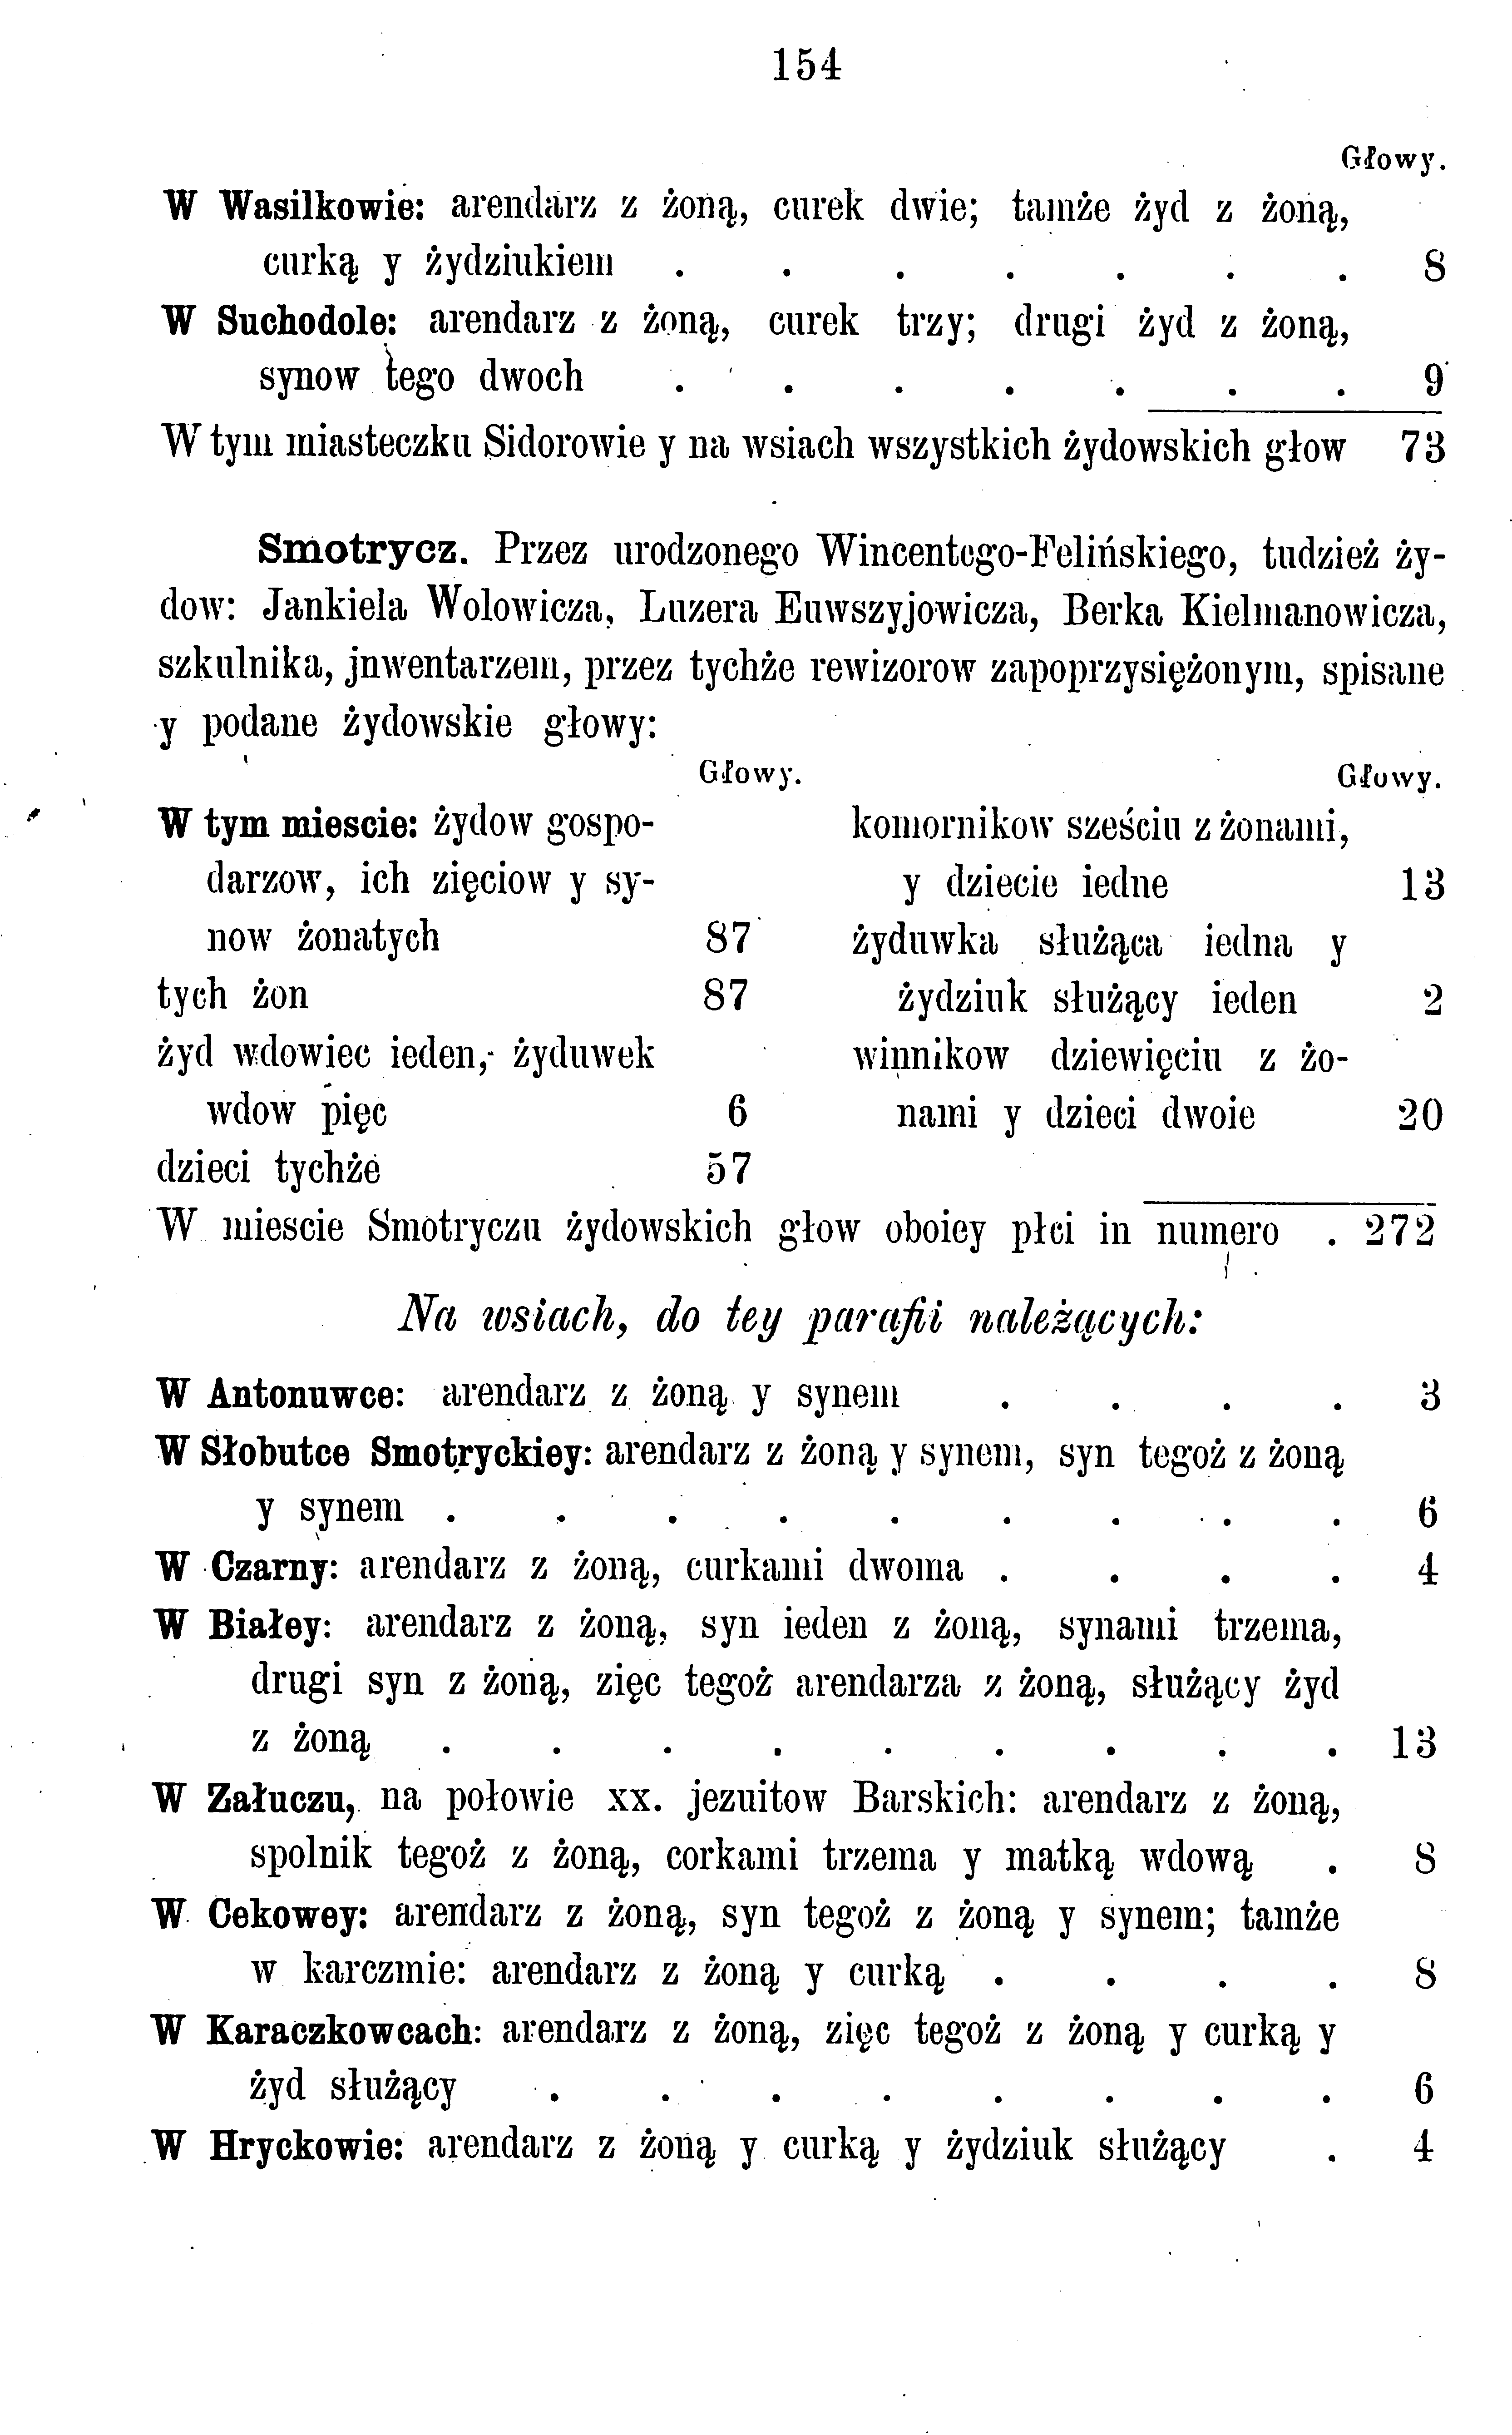 154
Głowy.
W Wasilkowie: arendarz z żoną, curek dwie; tamże żyd z żoną,
curką y żydziukiem . . . . . . . 8
W Suchodole: arendarz z żoną, curek trzy; drugi żyd z żoną,
synow tego dwoch . . . . . . . 9
W tym miasteczku Sidorowie y na wsiach wszystkich żydowskich głow 73
Smotrycz. Przez urodzonego Wincentego-Felińskiego, tudzież ży-
dow: Jankiela Wolowicza, Luzera Euwszyjowicza, Berka Kielmanowicza,
szkulnika, jnwentarzem, przez tychże rewizorow zapoprzysiężonym, spisane
y podane żydowskie głowy:
Głowy.
W tym miescie: żydow gospo-
darzow, ich zięciow y sy-
now żonatych 87
tych żon 87
żyd wdowiec ieden, żyduwek
wdow pięc 6
dzieci tychże 57
Głowy.
komornikow sześciu z żonami,
y dziecie iedne 13
żyduwka służąca iedna y
żydziuk służący ieden 2
winnikow dziewięciu z żo-
nami y dzieci dwoie 20
W miescie Smotryczu żydowskich głow oboiey płci in numero . 272
Na wsiach, do tey parafii należących:
W Antonuwce: arendarz z żoną y synem . . . . 3
W Słobutce Smotryckiey: arendarz z żoną y synem, syn tegoż z żoną
y synem . . . . . . . . . 6
W Czarny: arendarz z żoną, curkami dwoma . . . . 4
W Białey: arendarz z żoną, syn ieden z żoną, synami trzema,
drugi syn z żoną, zięc tegoż arendarza z żoną, służący żyd
z żoną . . . . . . . . . 13
W Załuczu, na połowie xx. jezuitow Barskich: arendarz z żoną,
spolnik tegoż z żoną, corkami trzema y matką wdową . 8
W Cekowey: arendarz z żoną, syn tegoż z żoną y synem; tamże
w karczmie: arendarz z żoną y curką . . . . 8
W Karaczkowcach: arendarz z żoną, zięc tegoż z żoną y curką y
żyd służący . . . . . . . . 6
W Hryckowie: arendarz z żoną y curką y żydziuk służący . 4